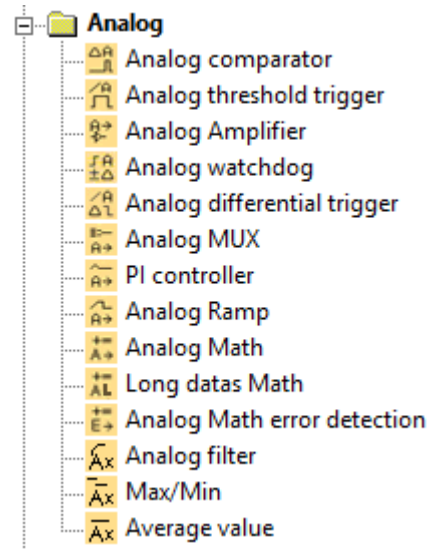 Analog
Analog comparator
Analog threshold trigger
Analog Amplifier
Analog watchdog
Analog differential trigger
Analog MUX
PI controller
Analog Ramp
Analog Math
Long datas Math
Analog Math error detection
Analog filter
Max/Min
Average value